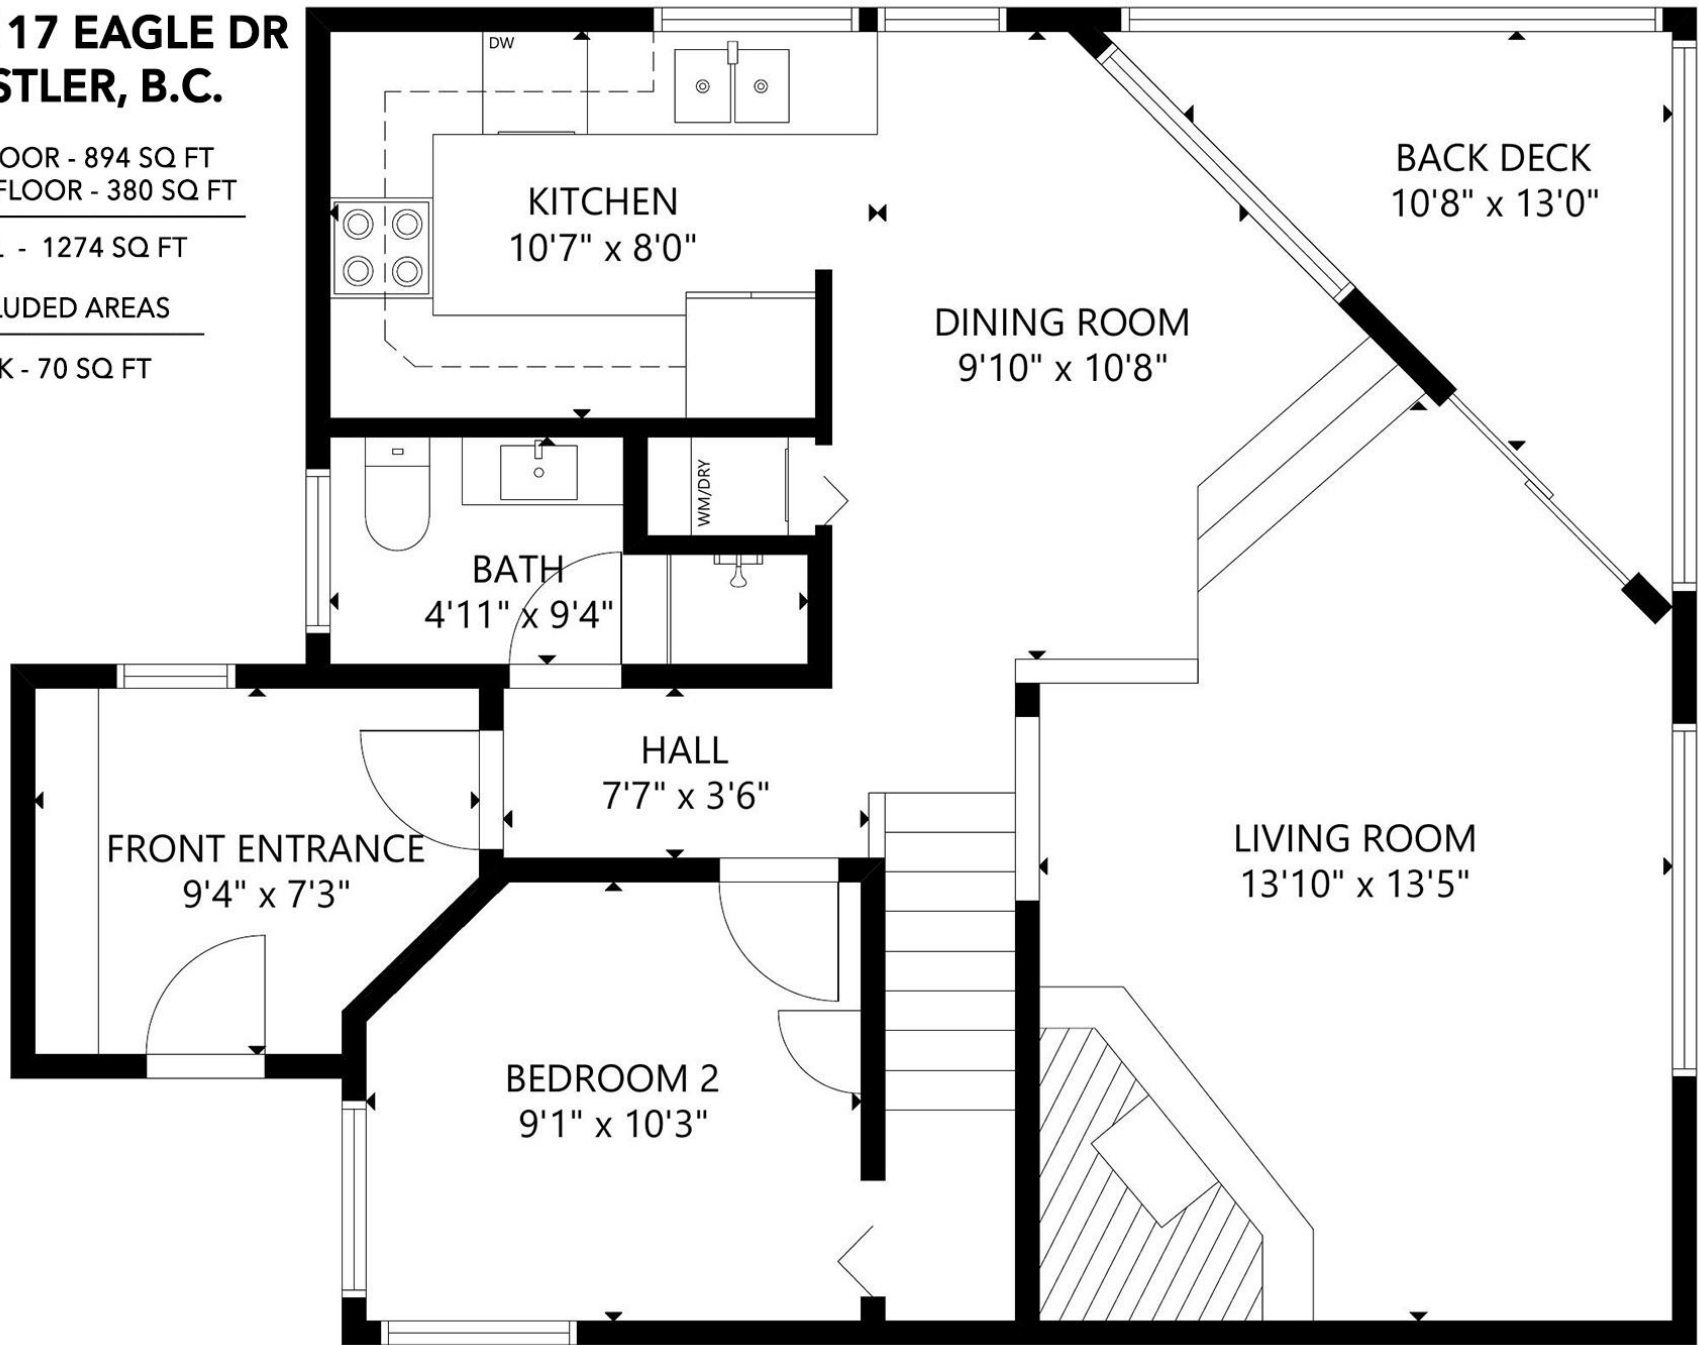 17 EAGLE DR
STLER, B.C.
OOR - 894 SQ FT
FLOOR - 380 SQ FT
- 1274 SQ FT
LUDED AREAS
K - 70 SQ FT
DW
KITCHEN
10'7" x 8'0"
BACK DECK
10'8" x 13'0"
DINING ROOM
9'10" x 10'8"
WM/DRY
BATH
4'11" x 9'4"
HALL
7'7" x 3'6"
FRONT ENTRANCE
9'4" x 7'3"
LIVING ROOM
13'10" x 13'5"
BEDROOM 2
9'1" x 10'3"